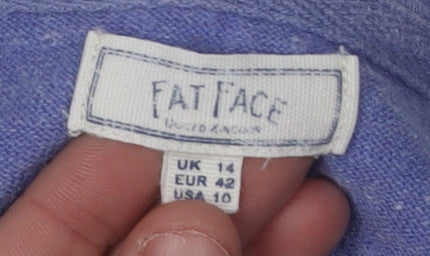 FAT FACE
UNITED KINGDOM
UK 14
EUR 42
USA 10